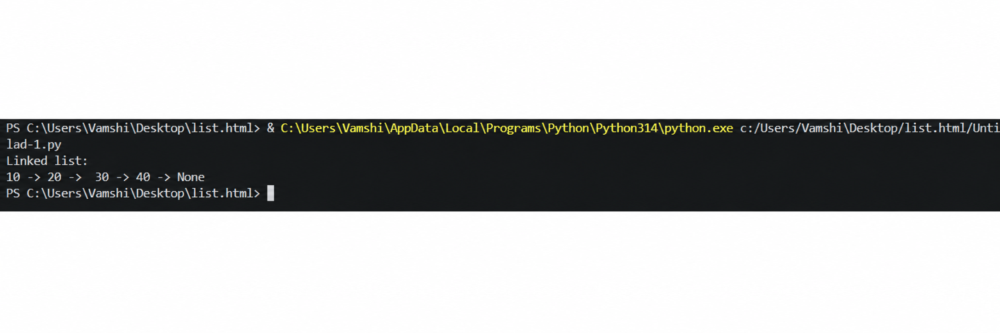 PS C:\Users\Vamshi\Desktop\list.html> & C:\Users\Vamshi\AppData\Local\Programs\Python\Python314\python.exe c:/Users/Vamshi\Desktop/list.html/Unti
lad-1.py
Linked list:
10 -> 20 ->  30 -> 40 -> None
PS C:\Users\Vamshi\Desktop\list.html>